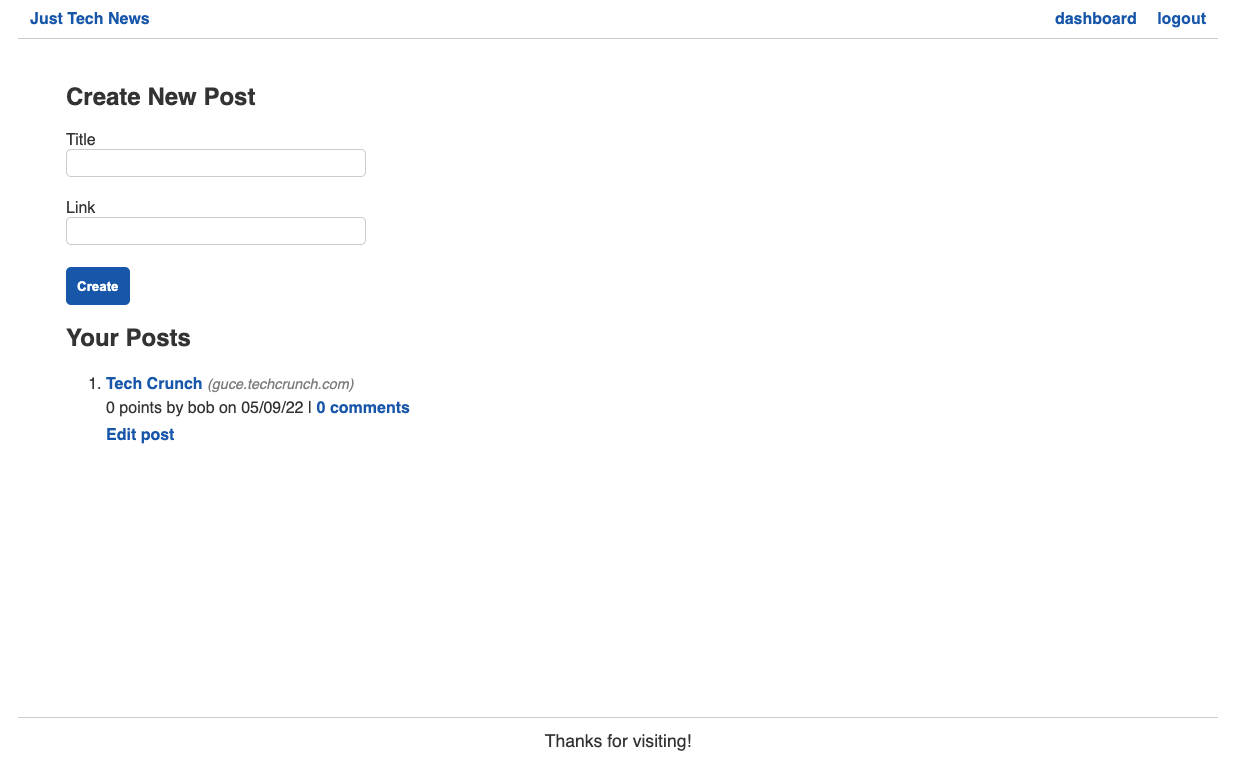 Just Tech News dashboard logout
Create New Post
Title
Link
Create
Your Posts
1. Tech Crunch (guce.techcrunch.com)
0 points by bob on 05/09/22 | 0 comments
Edit post
Thanks for visiting!